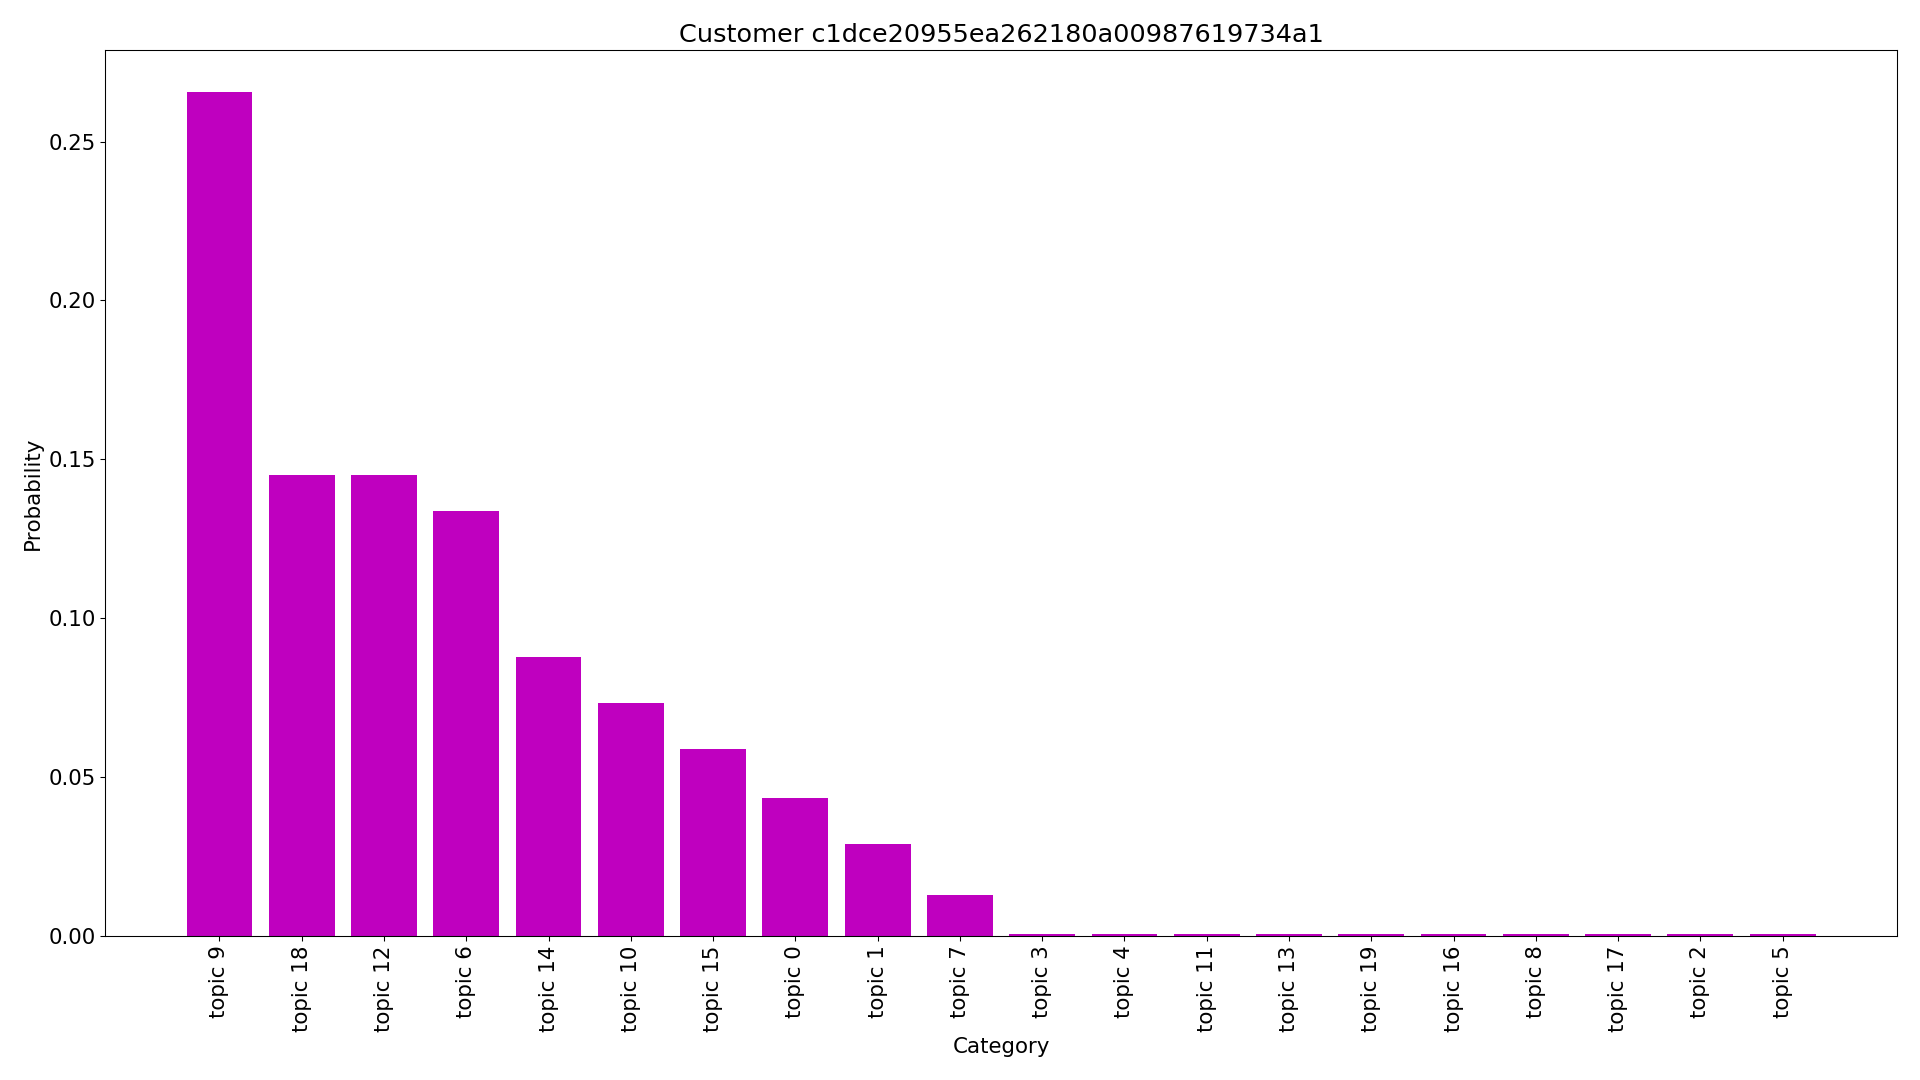 Customer c1dce20955ea262180a00987619734a1
Probability
0.25
0.20
0.15
0.10
0.05
0.00
topic 9
topic 18
topic 12
topic 6
topic 14
topic 10
topic 15
topic 0
topic 1
topic 7
topic 3
topic 4
topic 11
topic 13
topic 19
topic 16
topic 8
topic 17
topic 2
topic 5
Category